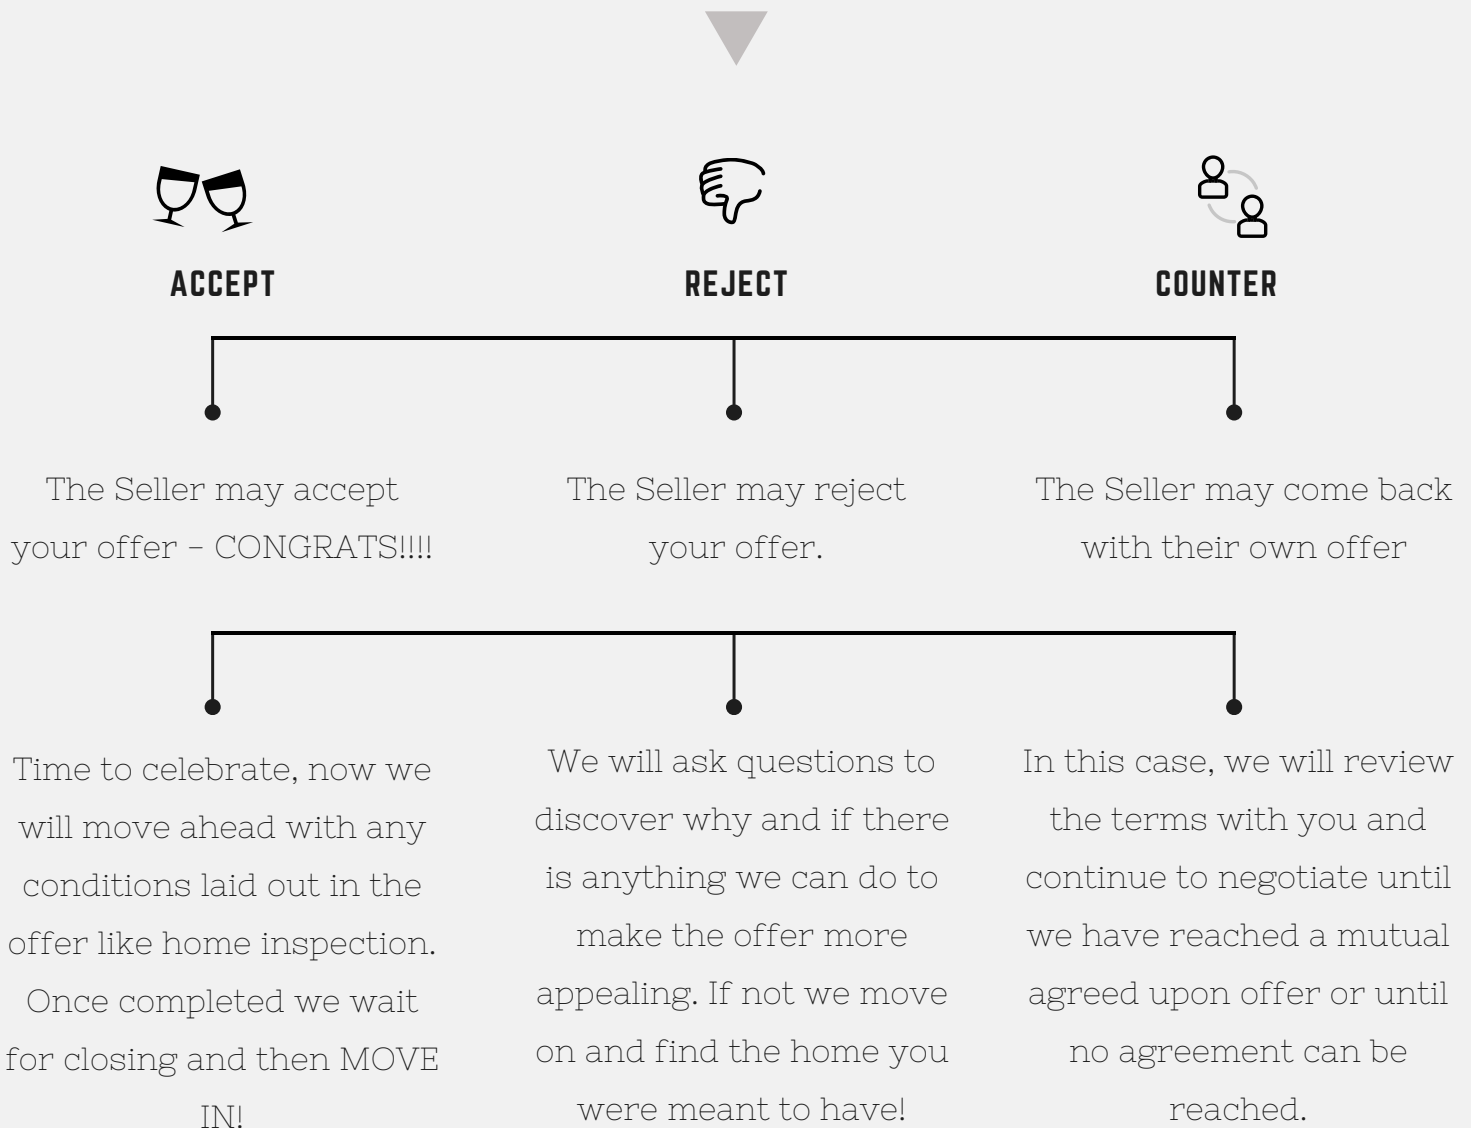 ACCEPT
REJECT
COUNTER
The Seller may accept
your offer - CONGRATS!!!!
The Seller may reject
your offer.
The Seller may come back
with their own offer
Time to celebrate, now we
will move ahead with any
conditions laid out in the
offer like home inspection.
Once completed we wait
for closing and then MOVE
IN!
We will ask questions to
discover why and if there
is anything we can do to
make the offer more
appealing. If not we move
on and find the home you
were meant to have!
In this case, we will review
the terms with you and
continue to negotiate until
we have reached a mutual
agreed upon offer or until
no agreement can be
reached.